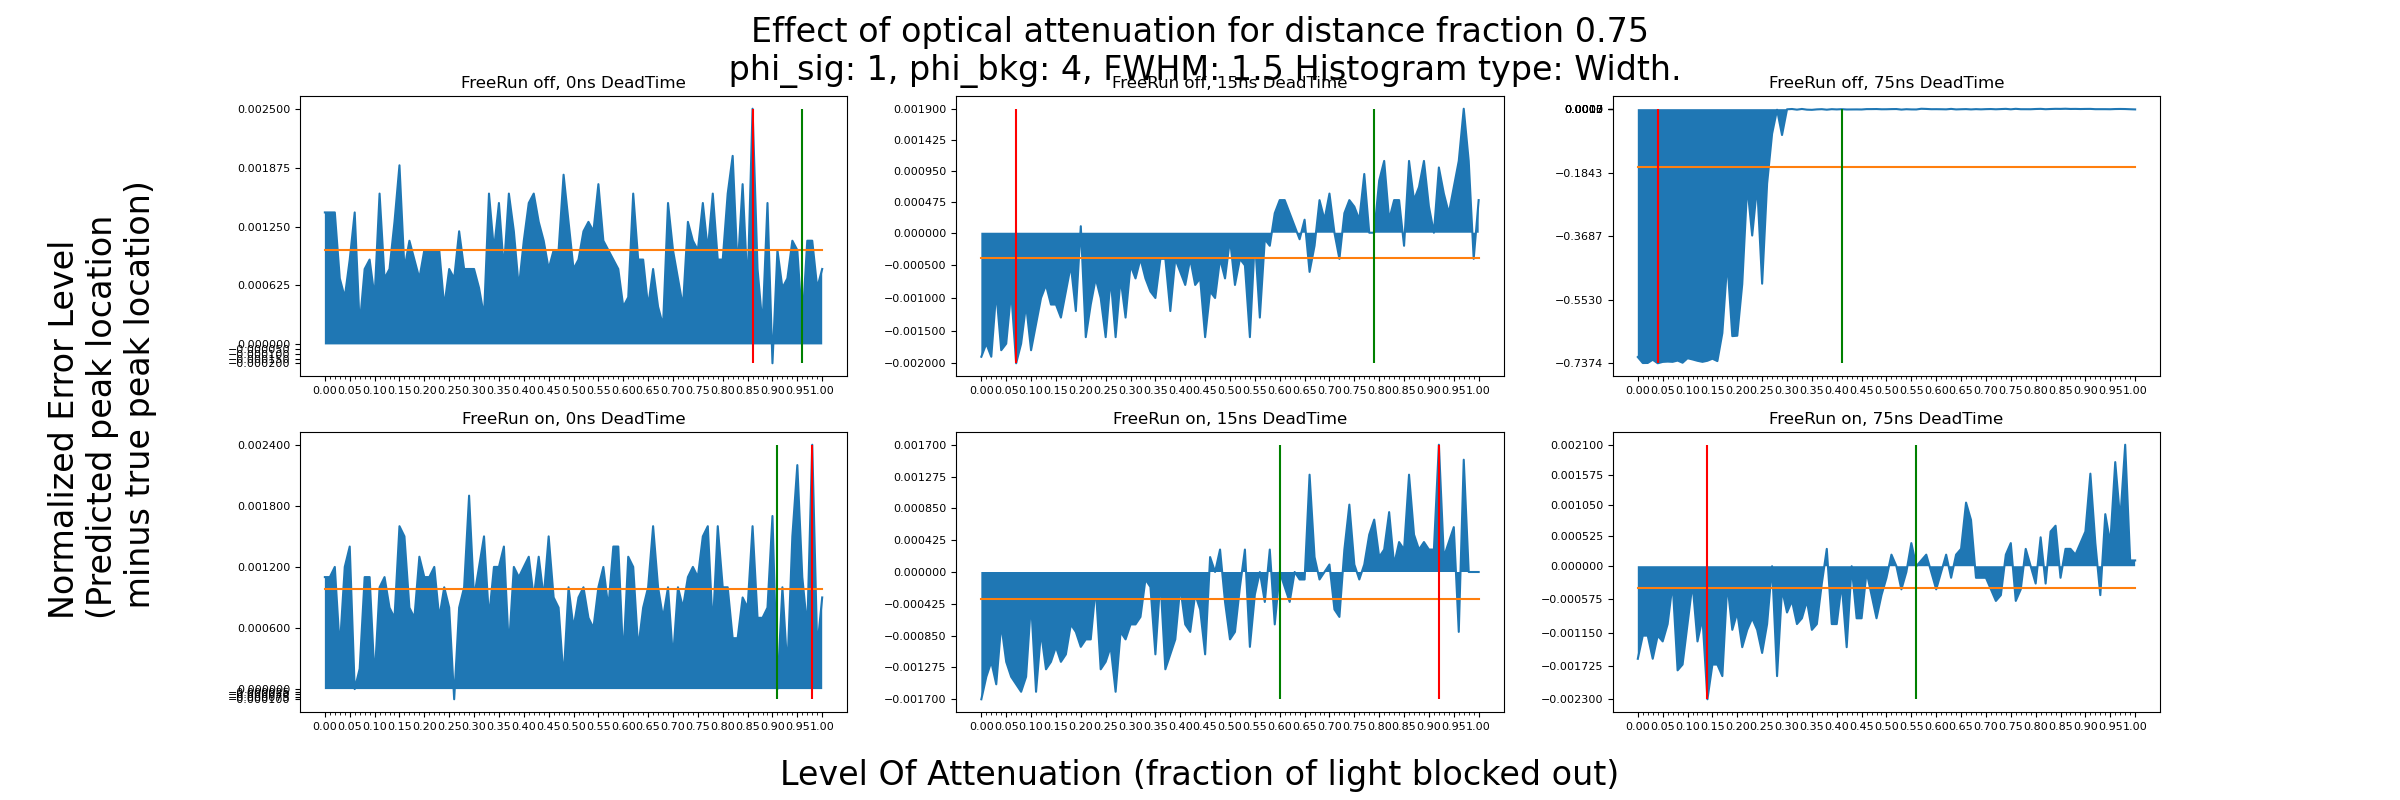 Effect of optical attenuation for distance fraction 0.75
phi_sig: 1, phi_bkg: 4, FWHM: 1.5 Histogram type: Width.
Normalized Error Level
(Predicted peak location
minus true peak location)
FreeRun off, 0ns DeadTime
0.002500
0.001875
0.001250
0.000625
0.000000
−0.000200
0.00 0.05 0.10 0.15 0.20 0.25 0.30 0.35 0.40 0.45 0.50 0.55 0.60 0.65 0.70 0.75 0.80 0.85 0.90 0.95 1.00
FreeRun off, 15ns DeadTime
0.001900
0.001425
0.000950
0.000475
0.000000
−0.000500
−0.001000
−0.001500
−0.002000
0.00 0.05 0.10 0.15 0.20 0.25 0.30 0.35 0.40 0.45 0.50 0.55 0.60 0.65 0.70 0.75 0.80 0.85 0.90 0.95 1.00
FreeRun off, 75ns DeadTime
−0.1843
−0.3687
−0.5530
−0.7374
0.00 0.05 0.10 0.15 0.20 0.25 0.30 0.35 0.40 0.45 0.50 0.55 0.60 0.65 0.70 0.75 0.80 0.85 0.90 0.95 1.00
FreeRun on, 0ns DeadTime
0.002400
0.001800
0.001200
0.000600
0.000000
−0.000100
0.00 0.05 0.10 0.15 0.20 0.25 0.30 0.35 0.40 0.45 0.50 0.55 0.60 0.65 0.70 0.75 0.80 0.85 0.90 0.95 1.00
FreeRun on, 15ns DeadTime
0.001700
0.001275
0.000850
0.000425
0.000000
−0.000425
−0.000850
−0.001275
−0.001700
0.00 0.05 0.10 0.15 0.20 0.25 0.30 0.35 0.40 0.45 0.50 0.55 0.60 0.65 0.70 0.75 0.80 0.85 0.90 0.95 1.00
FreeRun on, 75ns DeadTime
0.002100
0.001575
0.001050
0.000525
0.000000
−0.000575
−0.001150
−0.001725
−0.002300
0.00 0.05 0.10 0.15 0.20 0.25 0.30 0.35 0.40 0.45 0.50 0.55 0.60 0.65 0.70 0.75 0.80 0.85 0.90 0.95 1.00
Level Of Attenuation (fraction of light blocked out)